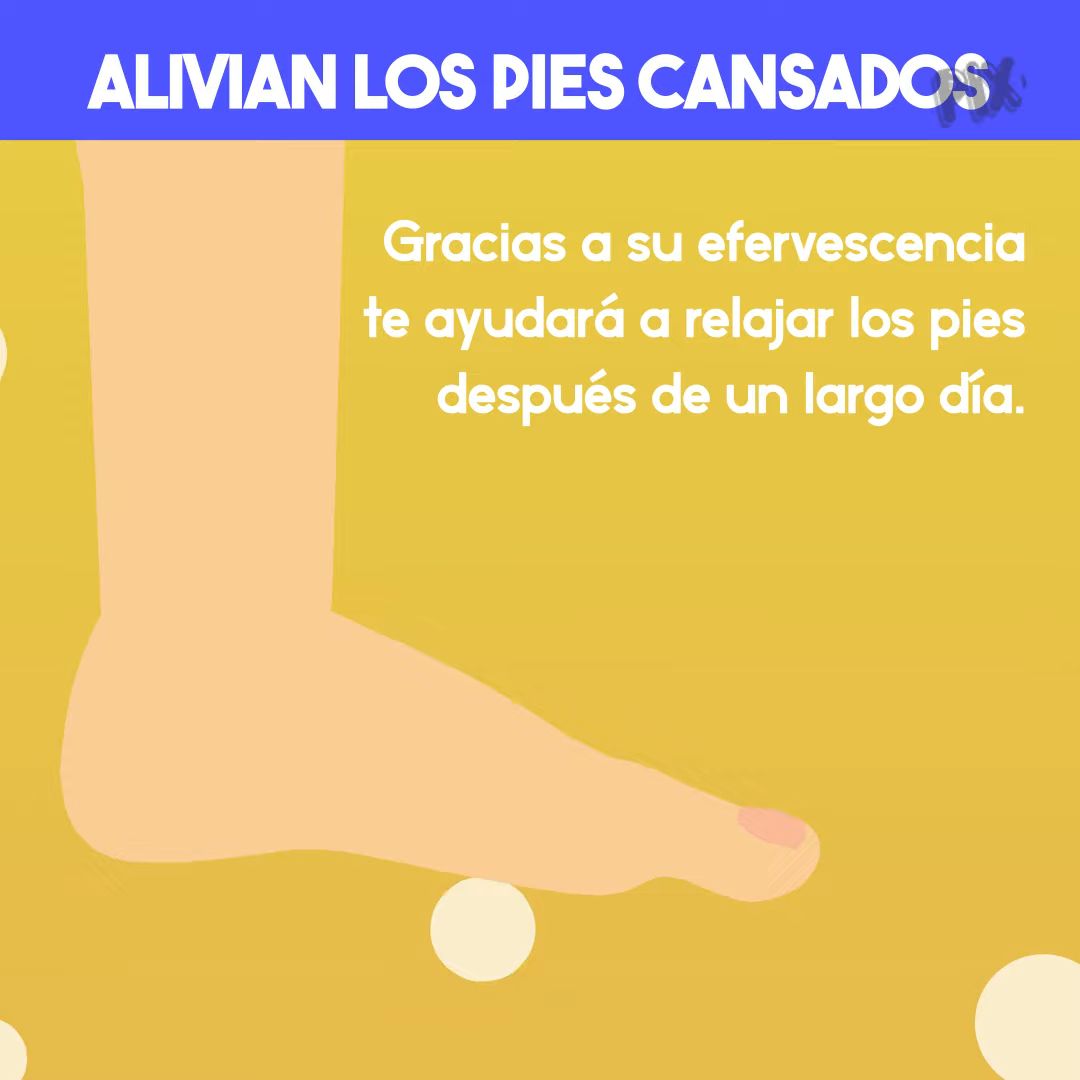 ALIVIAN LOS PIES CANSADOS
Gracias a su efervescencia
te ayudará a relajar los pies
después de un largo día.